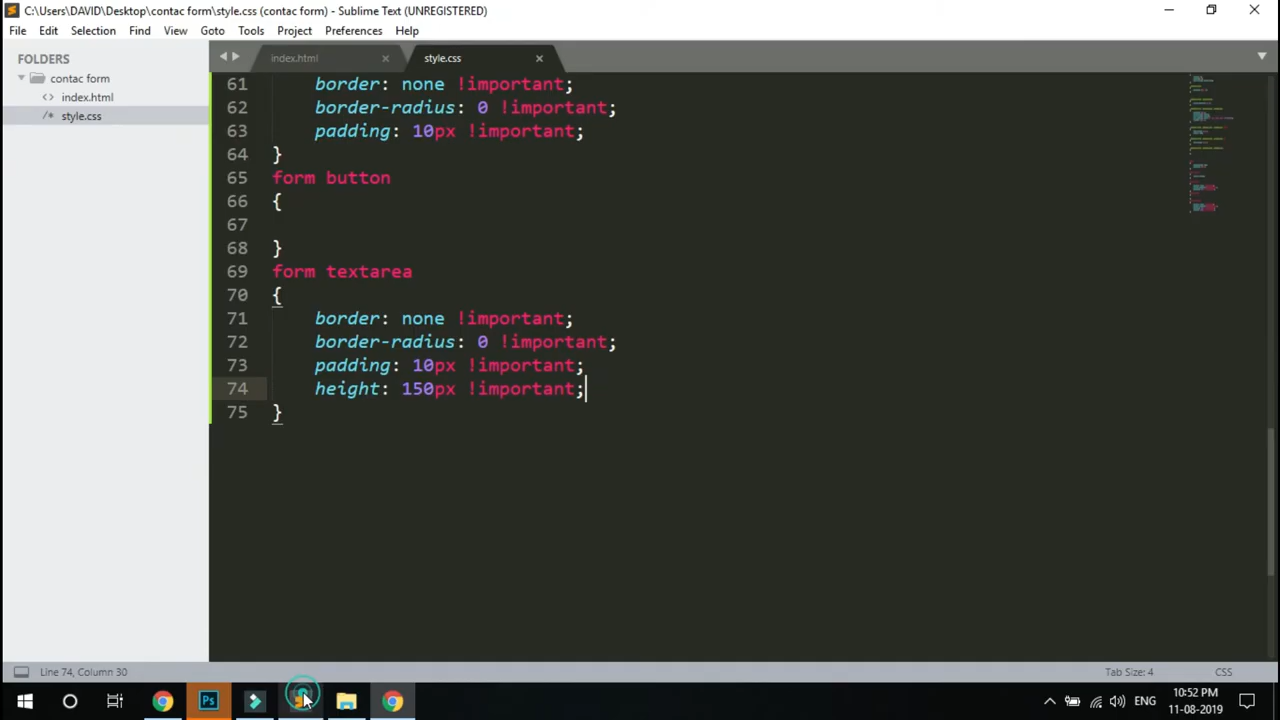 C:\Users\DAVID\Desktop\contac form\style.css (contac form) - Sublime Text (UNREGISTERED)
File Edit Selection Find View Goto Tools Project Preferences Help
FOLDERS
contac form
<> index.html
/* style.css
index.html × style.css ×
61 border: none !important;
62 border-radius: 0 !important;
63 padding: 10px !important;
64 }
65 form button
66 {
67
68 }
69 form textarea
70 {
71 border: none !important;
72 border-radius: 0 !important;
73 padding: 10px !important;
74 height: 150px !important;
75 }
Line 74, Column 30 Tab Size: 4 CSS
Ps ENG 10:52 PM
11-08-2019